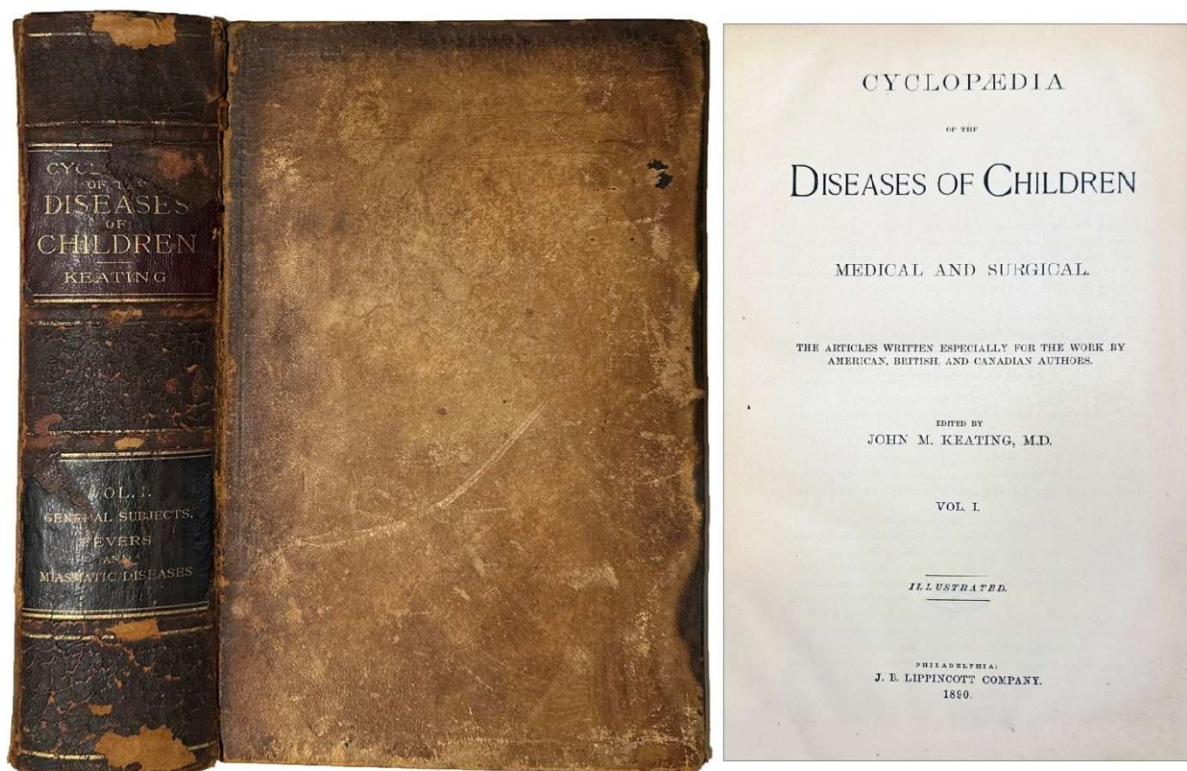 CYC
OF T
DISEASES
OF
CHILDREN
KEATING
VOL. I.
GENERAL SUBJECTS,
FEVERS
AND
MIASMATIC DISEASES
CYCLOPÆDIA
OF THE
DISEASES OF CHILDREN
MEDICAL AND SURGICAL.
THE ARTICLES WRITTEN ESPECIALLY FOR THE WORK BY
AMERICAN, BRITISH, AND CANADIAN AUTHORS.
EDITED BY
JOHN M. KEATING, M.D.
VOL. I.
ILLUSTRATED.
PHILADELPHIA:
J. B. LIPPINCOTT COMPANY.
1890.